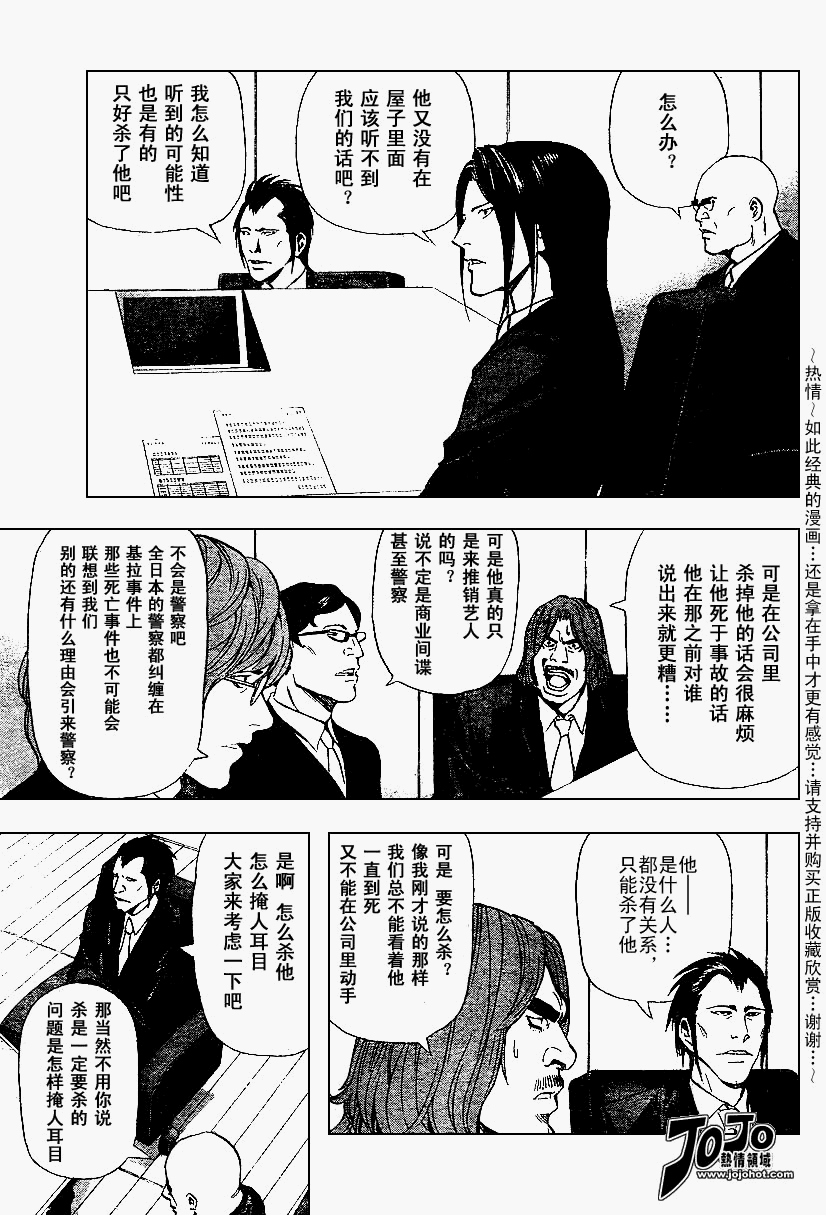 怎么办？
他又没有在
屋子里面
应该听不到
我们的话吧？
我怎么知道
听到的可能性
也是有的
只好杀了他吧
可是在公司里
杀掉他的话会很麻烦
让他死于事故的话
他在那之前对谁
说出来就更糟……
可是他真的只
是来推销艺人
的吗？
说不定是商业间谍
甚至警察
不会是警察吧
全日本的警察都纠缠在
基拉事件上
那些死亡事件也不可能会
联想到我们
别的还有什么理由会引来警察？
他——
是什么人…
都没有关系，
只能杀了他
可是 要怎么杀？
像我刚才说的那样
我们总不能看着他
一直到死
又不能在公司里动手
是啊 怎么杀他
怎么掩人耳目
大家来考虑一下吧
那当然不用你说
杀是一定要杀的
问题是怎样掩人耳目
～热情～如此经典的漫画…还是拿在手中才更有感觉…请支持并购买正版收藏欣赏…谢谢…～
JOJO
熱情領域
www.jojohot.com